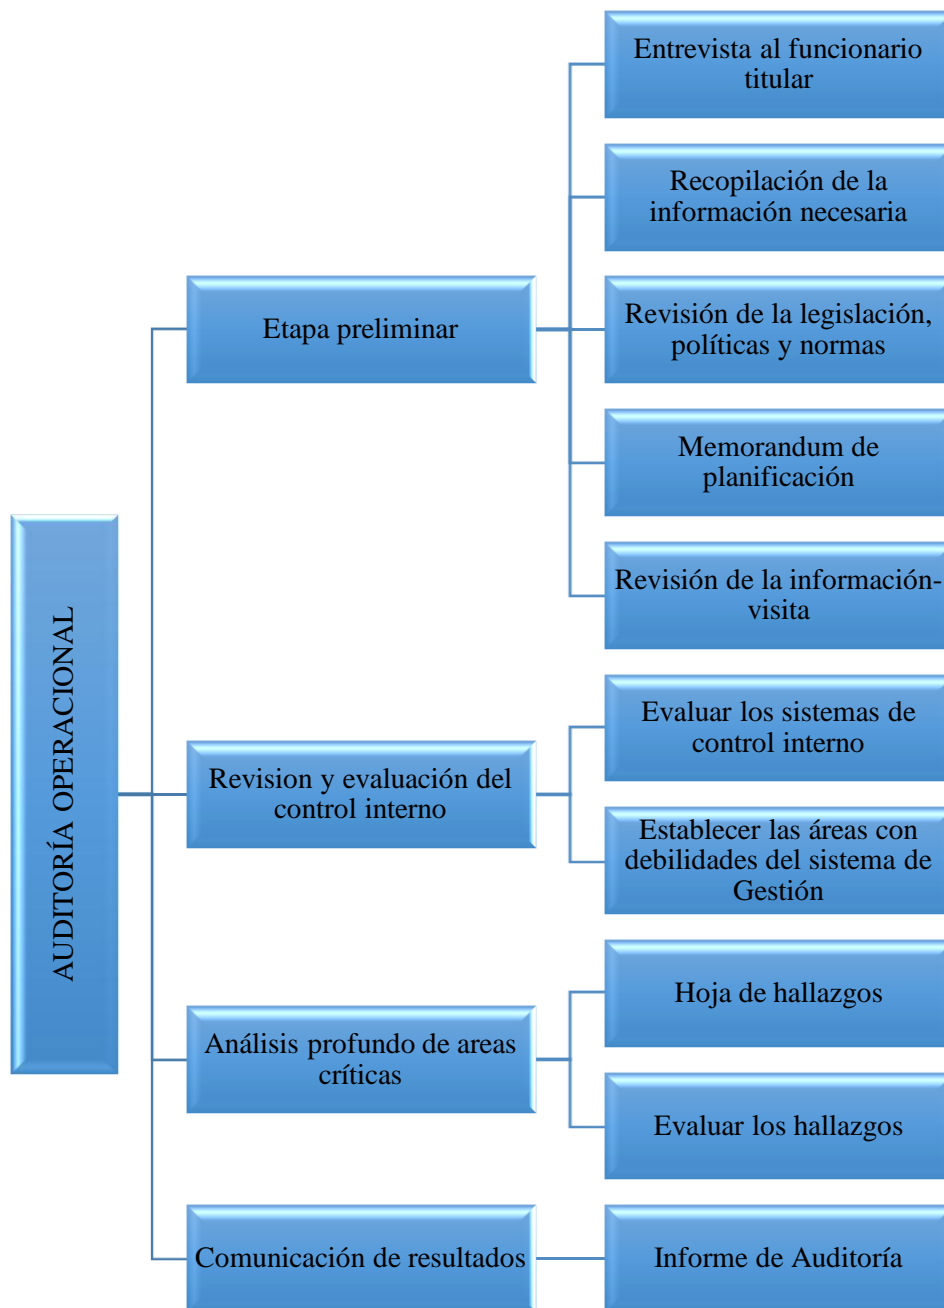 AUDITORÍA OPERACIONAL
Etapa preliminar
Entrevista al funcionario
titular
Recopilación de la
información necesaria
Revisión de la legislación,
políticas y normas
Memorandum de
planificación
Revisión de la información-
visita
Revision y evaluación del
control interno
Evaluar los sistemas de
control interno
Establecer las áreas con
debilidades del sistema de
Gestión
Análisis profundo de areas
críticas
Hoja de hallazgos
Evaluar los hallazgos
Comunicación de resultados
Informe de Auditoría